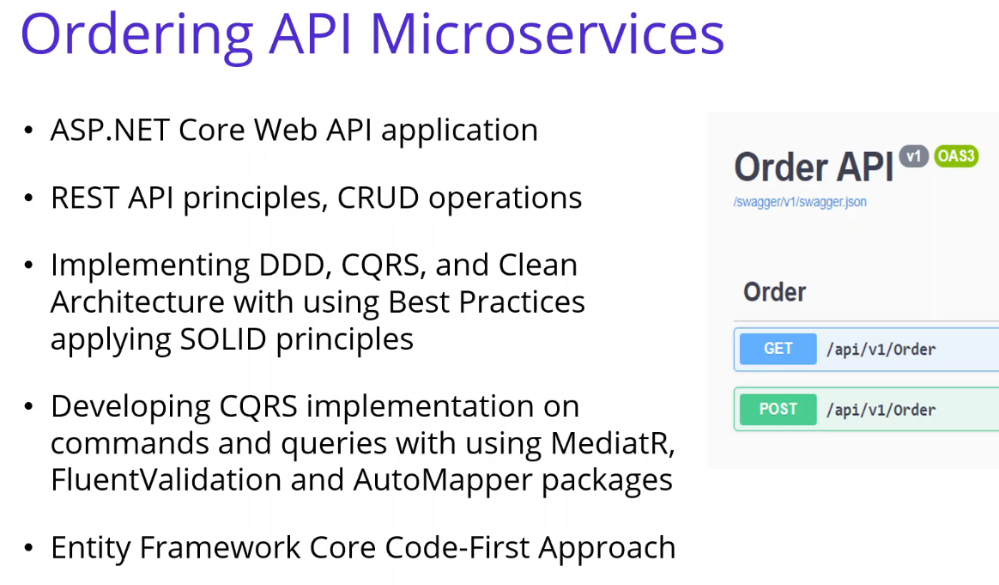 Ordering API Microservices
• ASP.NET Core Web API application
• REST API principles, CRUD operations
• Implementing DDD, CQRS, and Clean
Architecture with using Best Practices
applying SOLID principles
• Developing CQRS implementation on
commands and queries with using MediatR,
FluentValidation and AutoMapper packages
• Entity Framework Core Code-First Approach
Order API v1 OAS3
/swagger/v1/swagger.json
Order
GET /api/v1/Order
POST /api/v1/Order